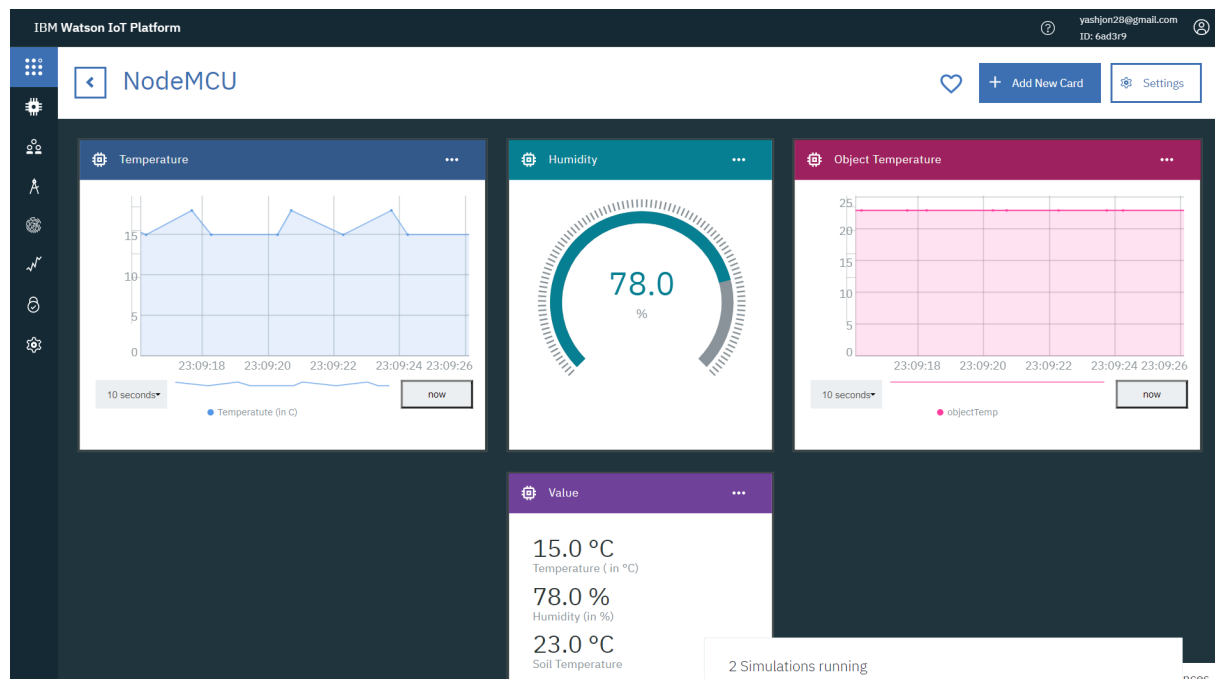 IBM Watson IoT Platform
yashjon28@gmail.com
ID: 6ad3r9
NodeMCU
+ Add New Card
Settings
Temperature
15
10
5
0
23:09:18 23:09:20 23:09:22 23:09:24 23:09:26
10 seconds
now
Temperatute (in C)
Humidity
78.0
%
Object Temperature
25
20
15
10
5
0
23:09:18 23:09:20 23:09:22 23:09:24 23:09:26
10 seconds
now
objectTemp
Value
15.0 °C
Temperature ( in °C)
78.0 %
Humidity (in %)
23.0 °C
Soil Temperature
2 Simulations running